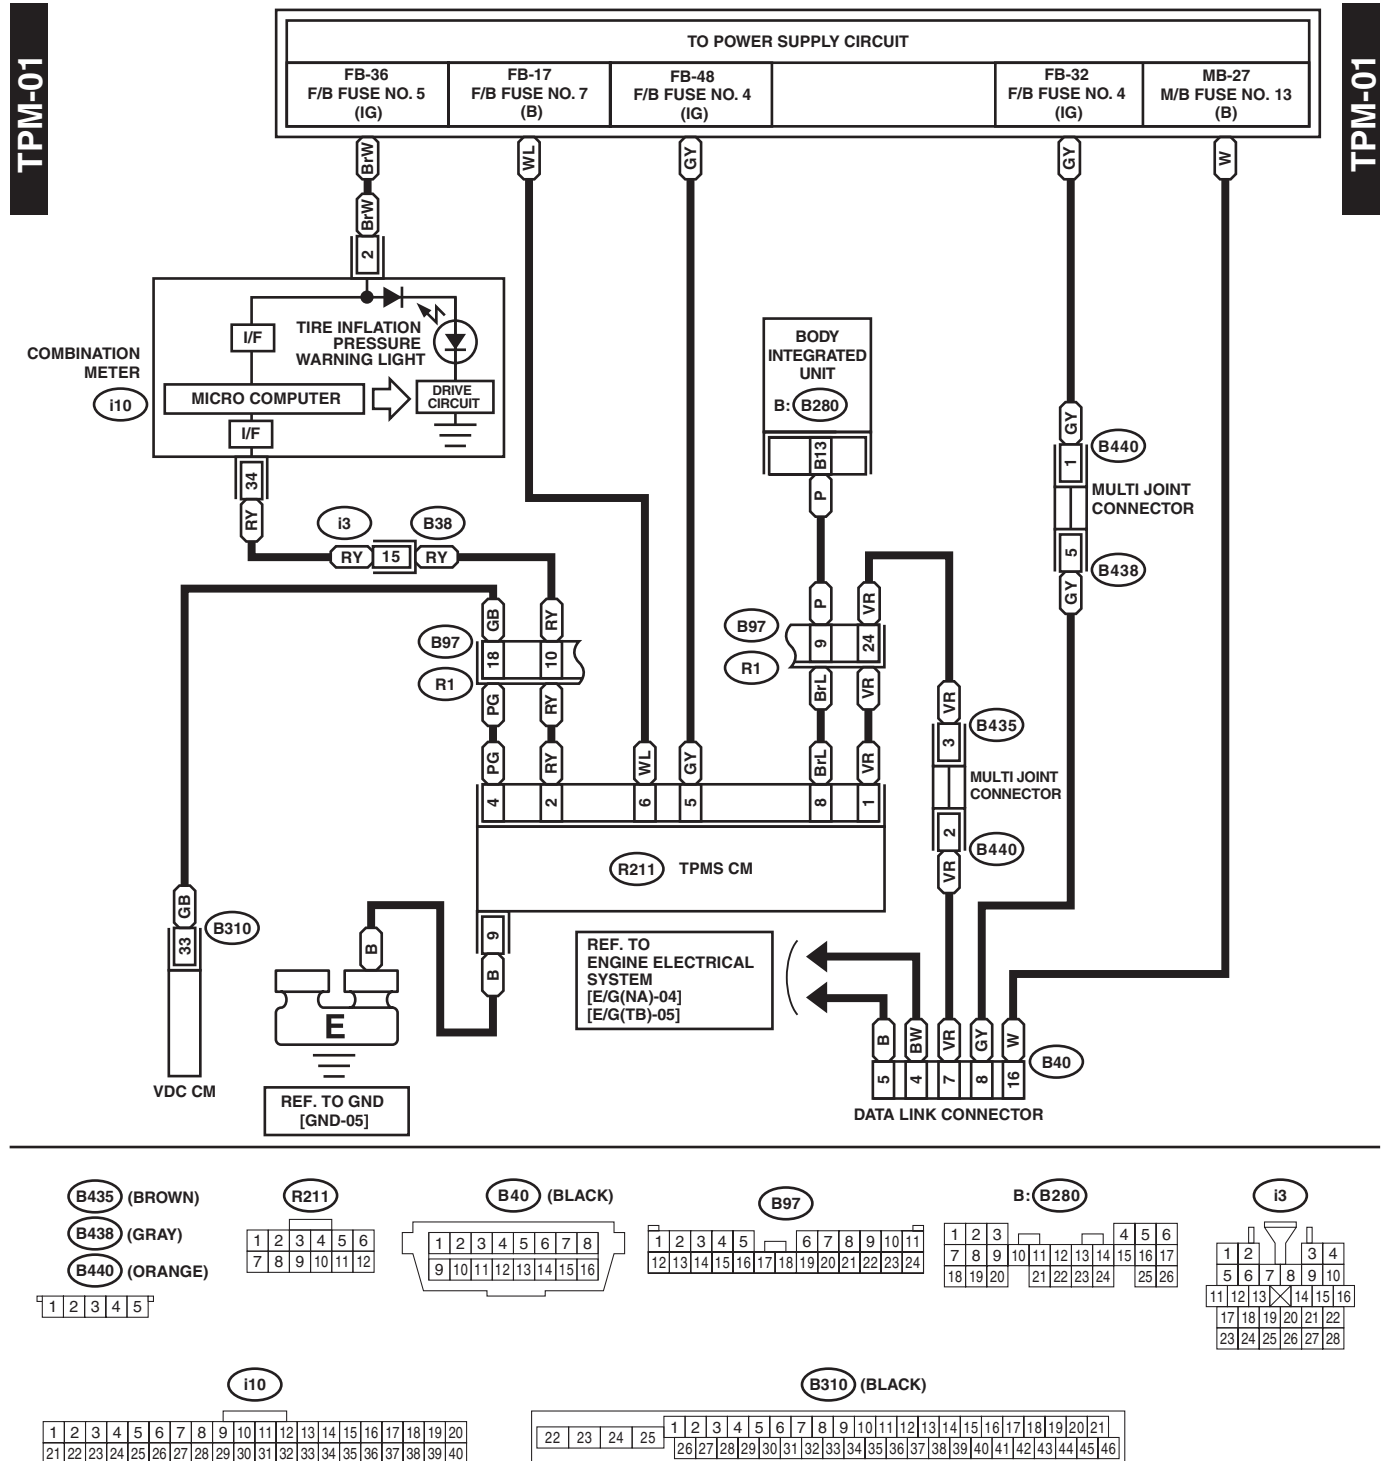 TPM-01
TPM-01
TO POWER SUPPLY CIRCUIT
FB-36
F/B FUSE NO. 5
(IG)
FB-17
F/B FUSE NO. 7
(B)
FB-48
F/B FUSE NO. 4
(IG)
FB-32
F/B FUSE NO. 4
(IG)
MB-27
M/B FUSE NO. 13
(B)
BrW
WL
GY
GY
W
BrW
2
COMBINATION
METER
i10
I/F
TIRE INFLATION
PRESSURE
WARNING LIGHT
MICRO COMPUTER
DRIVE
CIRCUIT
I/F
34
RY
BODY
INTEGRATED
UNIT
B: B280
B13
P
GY
1
B440
MULTI JOINT
CONNECTOR
5
B438
GY
i3
B38
RY 15 RY
GB
RY
B97
18
10
R1
PG
RY
PG
RY
WL
GY
P
VR
B97
9
24
R1
BrL
VR
BrL
VR
VR
3
B435
MULTI JOINT
CONNECTOR
2
B440
VR
4 2 6 5 8 1
R211 TPMS CM
9
B
GB
33
B310
VDC CM
B
E
REF. TO GND
[GND-05]
REF. TO
ENGINE ELECTRICAL
SYSTEM
[E/G(NA)-04]
[E/G(TB)-05]
B BW VR GY W
5 4 7 8 16
B40
DATA LINK CONNECTOR
B435 (BROWN)
B438 (GRAY)
B440 (ORANGE)
1 2 3 4 5
R211
1 2 3 4 5 6
7 8 9 10 11 12
B40 (BLACK)
1 2 3 4 5 6 7 8
9 10 11 12 13 14 15 16
B97
1 2 3 4 5 6 7 8 9 10 11
12 13 14 15 16 17 18 19 20 21 22 23 24
B: B280
1 2 3 4 5 6
7 8 9 10 11 12 13 14 15 16 17
18 19 20 21 22 23 24 25 26
i3
1 2 3 4
5 6 7 8 9 10
11 12 13 14 15 16
17 18 19 20 21 22
23 24 25 26 27 28
i10
1 2 3 4 5 6 7 8 9 10 11 12 13 14 15 16 17 18 19 20
21 22 23 24 25 26 27 28 29 30 31 32 33 34 35 36 37 38 39 40
B310 (BLACK)
22 23 24 25 1 2 3 4 5 6 7 8 9 10 11 12 13 14 15 16 17 18 19 20 21
26 27 28 29 30 31 32 33 34 35 36 37 38 39 40 41 42 43 44 45 46